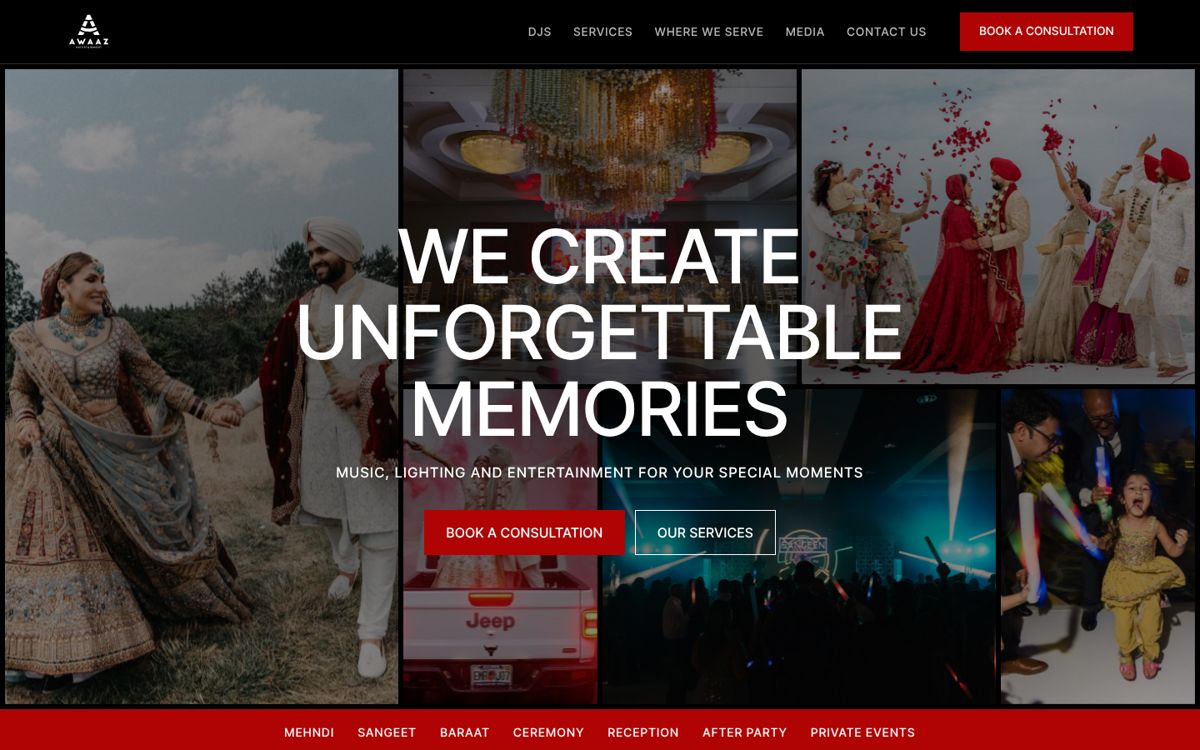 AWAAZ
DJS
SERVICES
WHERE WE SERVE
MEDIA
CONTACT US
BOOK A CONSULTATION
WE CREATE
UNFORGETTABLE
MEMORIES
MUSIC, LIGHTING AND ENTERTAINMENT FOR YOUR SPECIAL MOMENTS
BOOK A CONSULTATION
OUR SERVICES
SANGEEN
Jeep
MEHNDI
SANGEET
BARAAT
CEREMONY
RECEPTION
AFTER PARTY
PRIVATE EVENTS